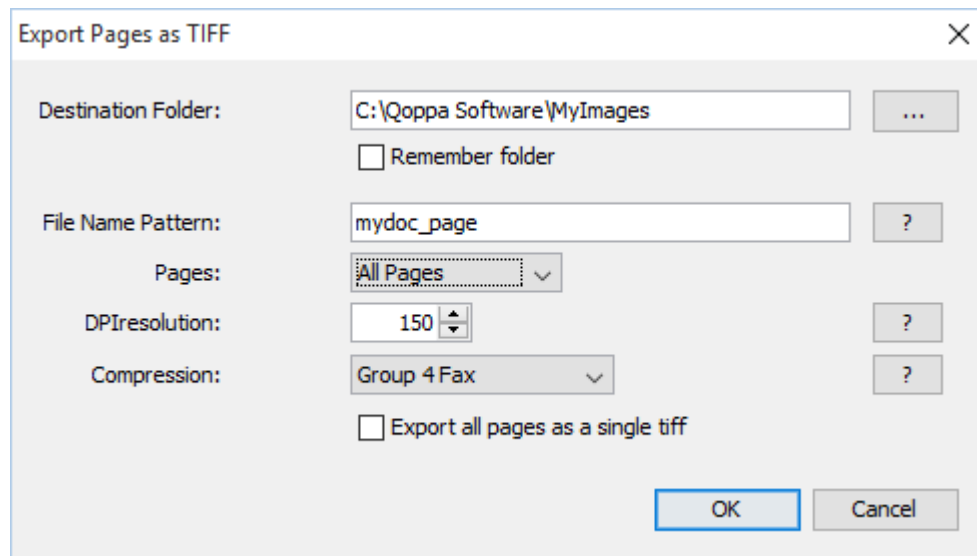 Export Pages as TIFF
Destination Folder: C:\Qoppa Software\MyImages ...
Remember folder
File Name Pattern: mydoc_page ?
Pages: All Pages
DPIresolution: 150 ?
Compression: Group 4 Fax ?
Export all pages as a single tiff
OK Cancel